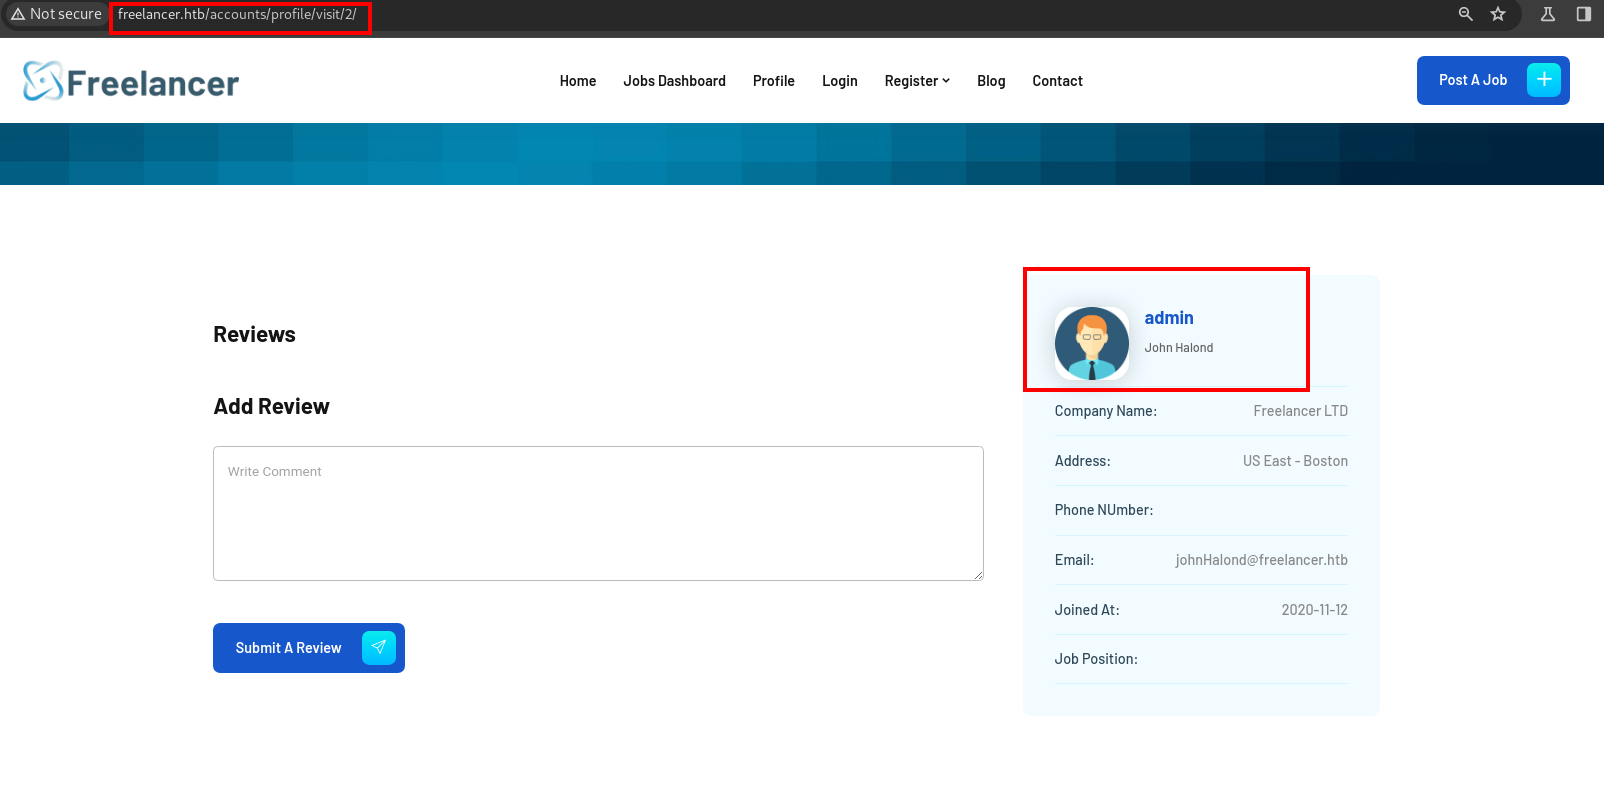 Not secure freelancer.htb/accounts/profile/visit/2/
Freelancer Home Jobs Dashboard Profile Login Register Blog Contact Post A Job
Reviews
Add Review
Write Comment
Submit A Review
admin
John Halond
Company Name: Freelancer LTD
Address: US East - Boston
Phone NUmber:
Email: johnHalond@freelancer.htb
Joined At: 2020-11-12
Job Position: